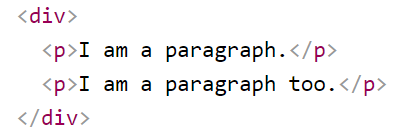 <div>
  <p>I am a paragraph.</p>
  <p>I am a paragraph too.</p>
</div>